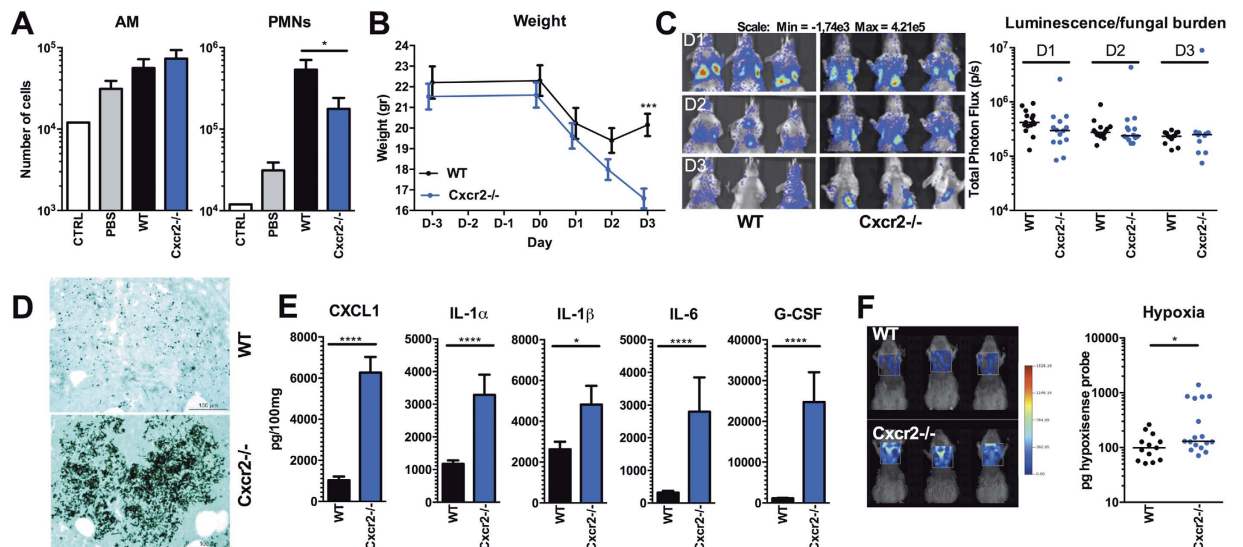 A
AM
PMNs
Number of cells
10^5
10^4
10^3
CTRL
PBS
WT
Cxcr2-/-
10^6
10^5
10^4
*
CTRL
PBS
WT
Cxcr2-/-
B
Weight
Weight (gr)
23
22
21
20
19
18
17
16
***
WT
Cxcr2-/-
D-3
D-2
D-1
D0
D1
D2
D3
Day
C
Scale: Min = -1,74e3 Max = 4.21e5
D1
D2
D3
WT
Cxcr2-/-
Luminescence/fungal burden
Total Photon Flux (p/s)
10^7
10^6
10^5
10^4
D1
D2
D3
WT
Cxcr2-/-
WT
Cxcr2-/-
WT
Cxcr2-/-
D
WT
100 µm
Cxcr2-/-
E
CXCL1
pg/100mg
8000
6000
4000
2000
0
****
WT
Cxcr2-/-
IL-1α
5000
4000
3000
2000
1000
0
****
WT
Cxcr2-/-
IL-1β
8000
6000
4000
2000
0
*
WT
Cxcr2-/-
IL-6
5000
4000
3000
2000
1000
0
****
WT
Cxcr2-/-
G-CSF
40000
30000
20000
10000
0
****
WT
Cxcr2-/-
F
WT
Cxcr2-/-
0.00
Hypoxia
pg hypoxisense probe
10000
1000
100
10
*
WT
Cxcr2-/-